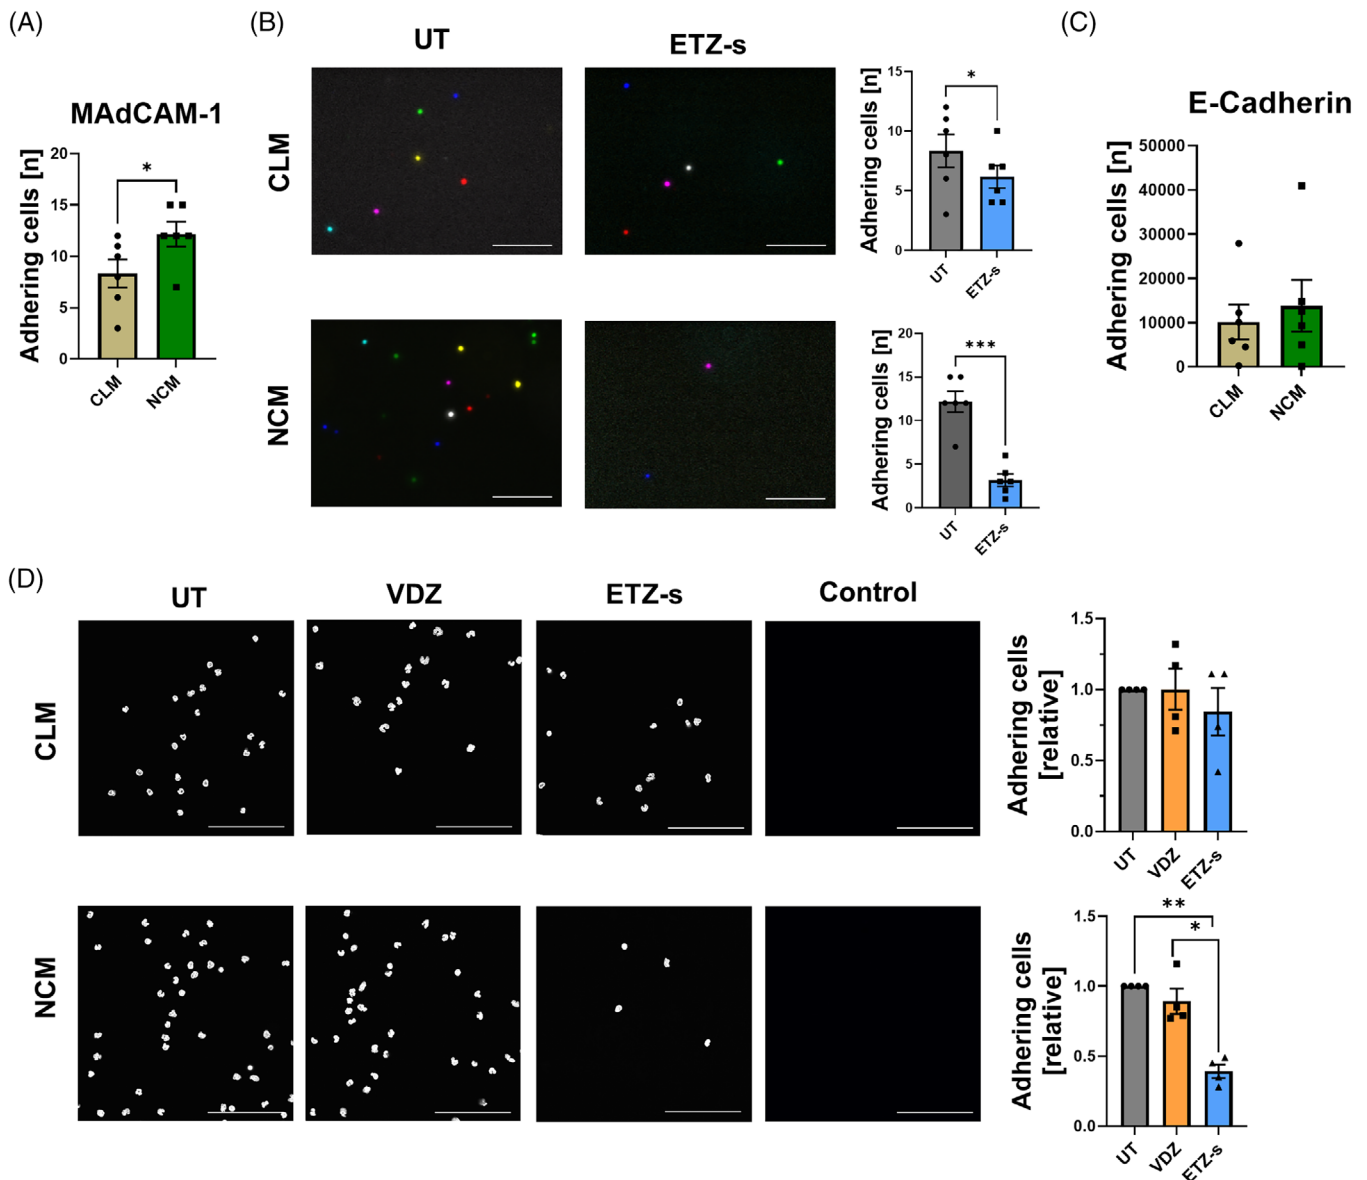 (A)
MAdCAM-1
Adhering cells [n]
20
15
10
5
0
*
CLM
NCM
(B)
UT
ETZ-s
CLM
NCM
Adhering cells [n]
15
10
5
0
*
UT
ETZ-s
Adhering cells [n]
20
15
10
5
0
***
UT
ETZ-s
(C)
E-Cadherin
Adhering cells [n]
50000
40000
30000
20000
10000
0
CLM
NCM
(D)
UT
VDZ
ETZ-s
Control
CLM
NCM
Adhering cells
[relative]
1.5
1.0
0.5
0.0
UT
VDZ
ETZ-s
Adhering cells
[relative]
1.5
1.0
0.5
0.0
**
*
UT
VDZ
ETZ-s